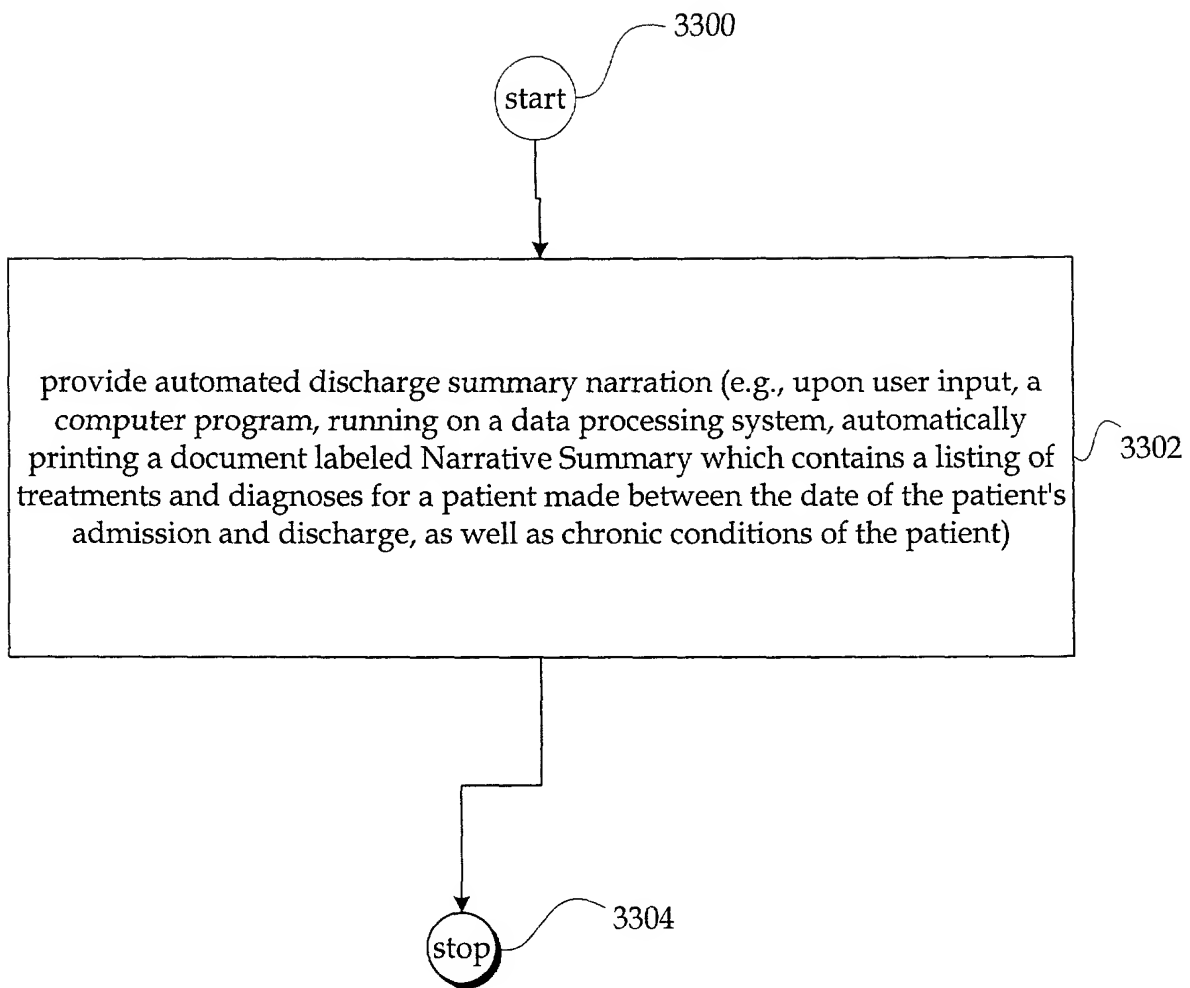 3300
start
provide automated discharge summary narration (e.g., upon user input, a
computer program, running on a data processing system, automatically
printing a document labeled Narrative Summary which contains a listing of
treatments and diagnoses for a patient made between the date of the patient's
admission and discharge, as well as chronic conditions of the patient)
3302
3304
stop